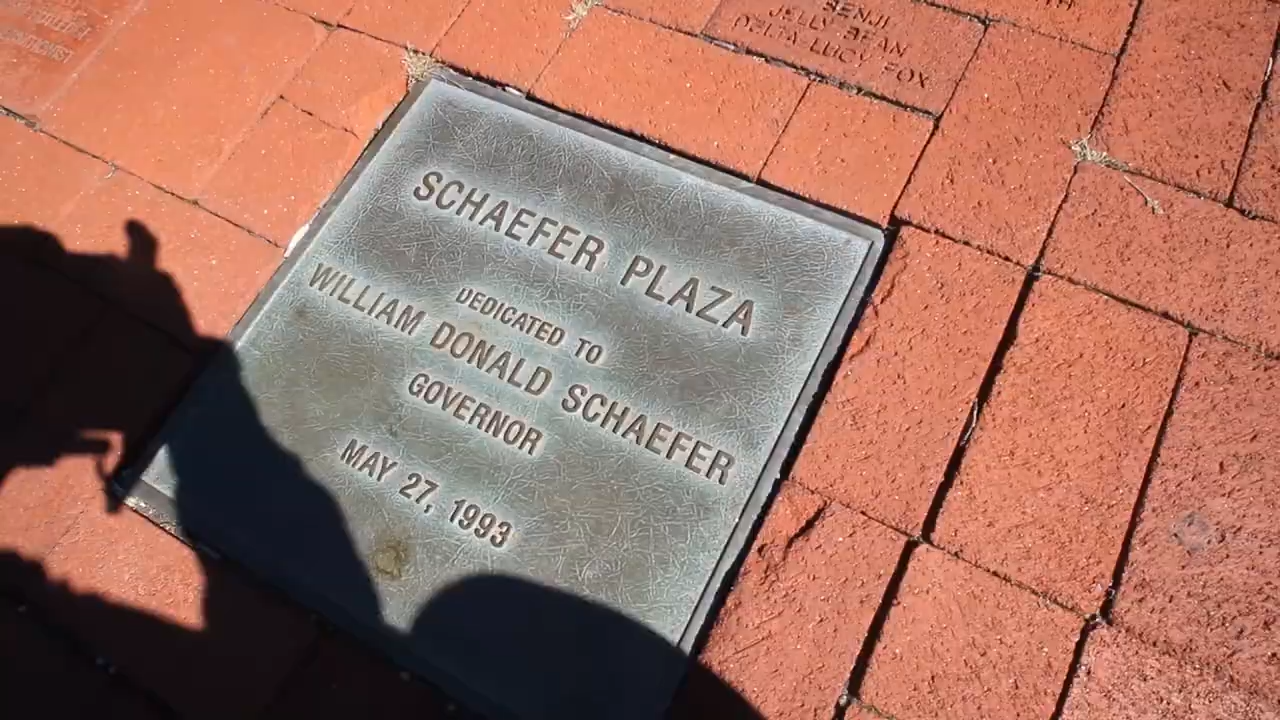 BENJI
JELLY BEAN
DELTA LUCY FOX
SCHAEFER PLAZA
DEDICATED TO
WILLIAM DONALD SCHAEFER
GOVERNOR
MAY 27, 1993